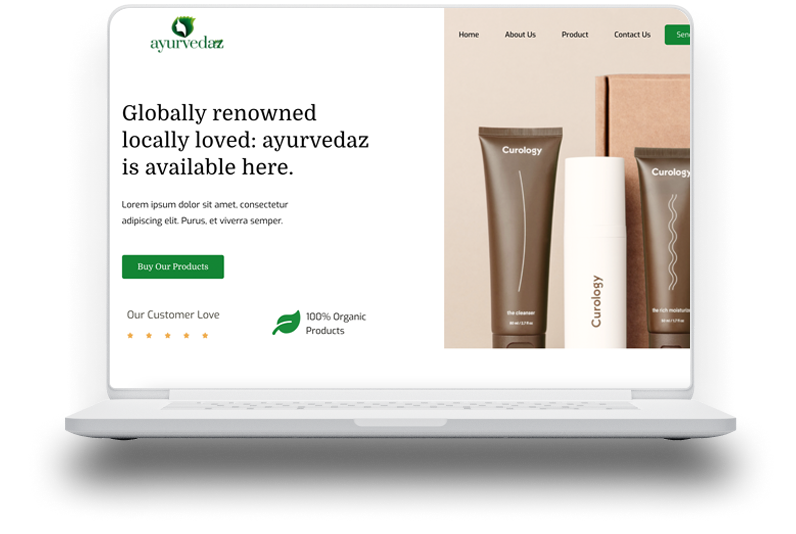 ayurvedaz
Home About Us Product Contact Us
Globally renowned
locally loved: ayurvedaz
is available here.
Lorem ipsum dolor sit amet, consectetur
adipiscing elit. Purus, et viverra semper.
Buy Our Products
Our Customer Love
100% Organic
Products
Curology
the cleanser
Curology
Curology
the rich moisturizer